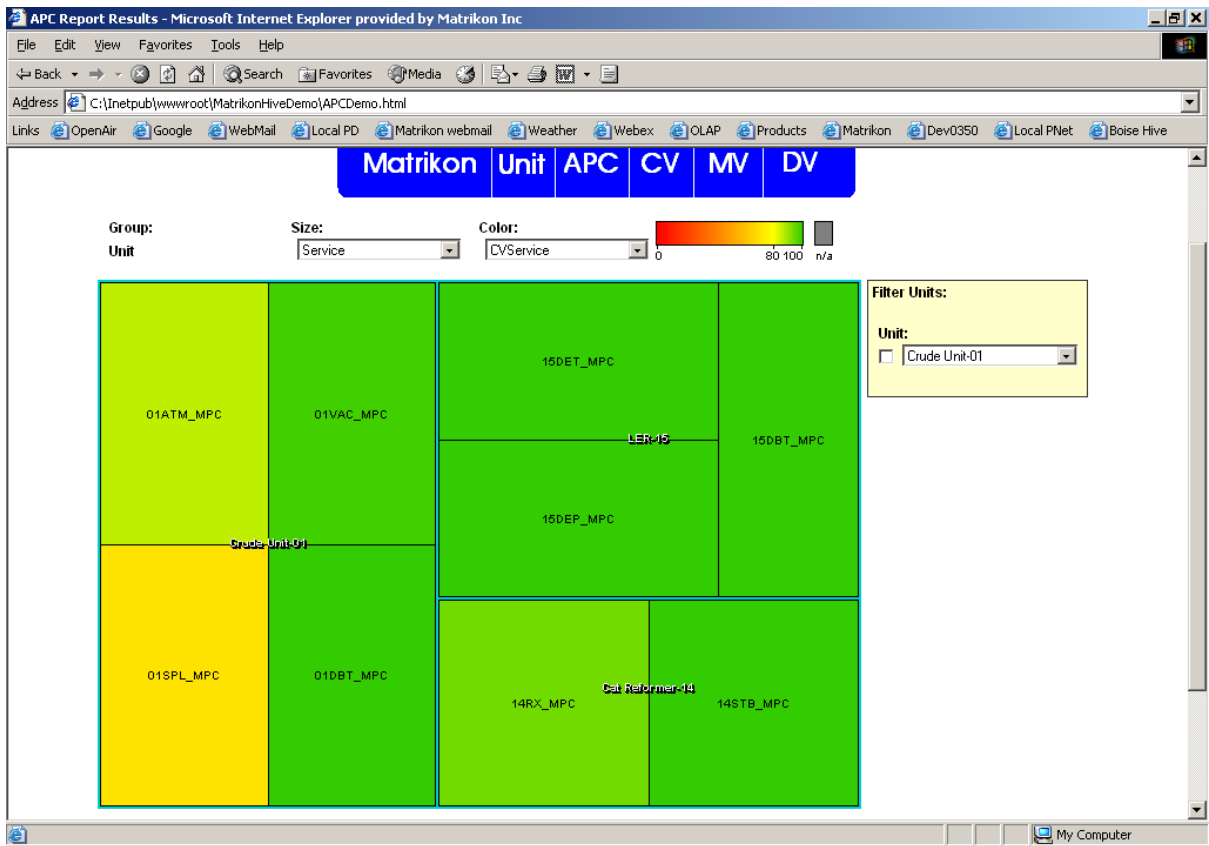 APC Report Results - Microsoft Internet Explorer provided by Matrikon Inc
File Edit View Favorites Tools Help
Back Search Favorites Media
Address C:\Inetpub\wwwroot\MatrikonHiveDemo\APCDemo.html
Links OpenAir Google WebMail Local PD Matrikon webmail Weather Webex OLAP Products Matrikon Dev0350 Local PNet Boise Hive
Matrikon Unit APC CV MV DV
Group: Size: Color:
Unit Service CVService
0 80 100 n/a
Filter Units:
Unit:
Crude Unit-01
15DET_MPC
01ATM_MPC 01VAC_MPC
LER-15 15DBT_MPC
15DEP_MPC
Crude Unit-01
01SPL_MPC 01DBT_MPC
Cat Reformer-14
14RX_MPC 14STB_MPC
My Computer